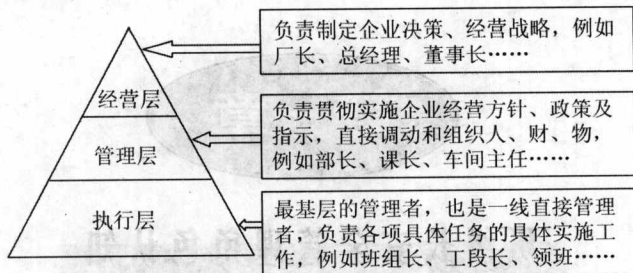 负责制定企业决策、经营战略，例如
厂长、总经理、董事长……
经营层
负责贯彻实施企业经营方针、政策及
指示，直接调动和组织人、财、物，
例如部长、课长、车间主任……
管理层
最基层的管理者，也是一线直接管理
者，负责各项具体任务的具体实施工
作，例如班组长、工段长、领班……
执行层